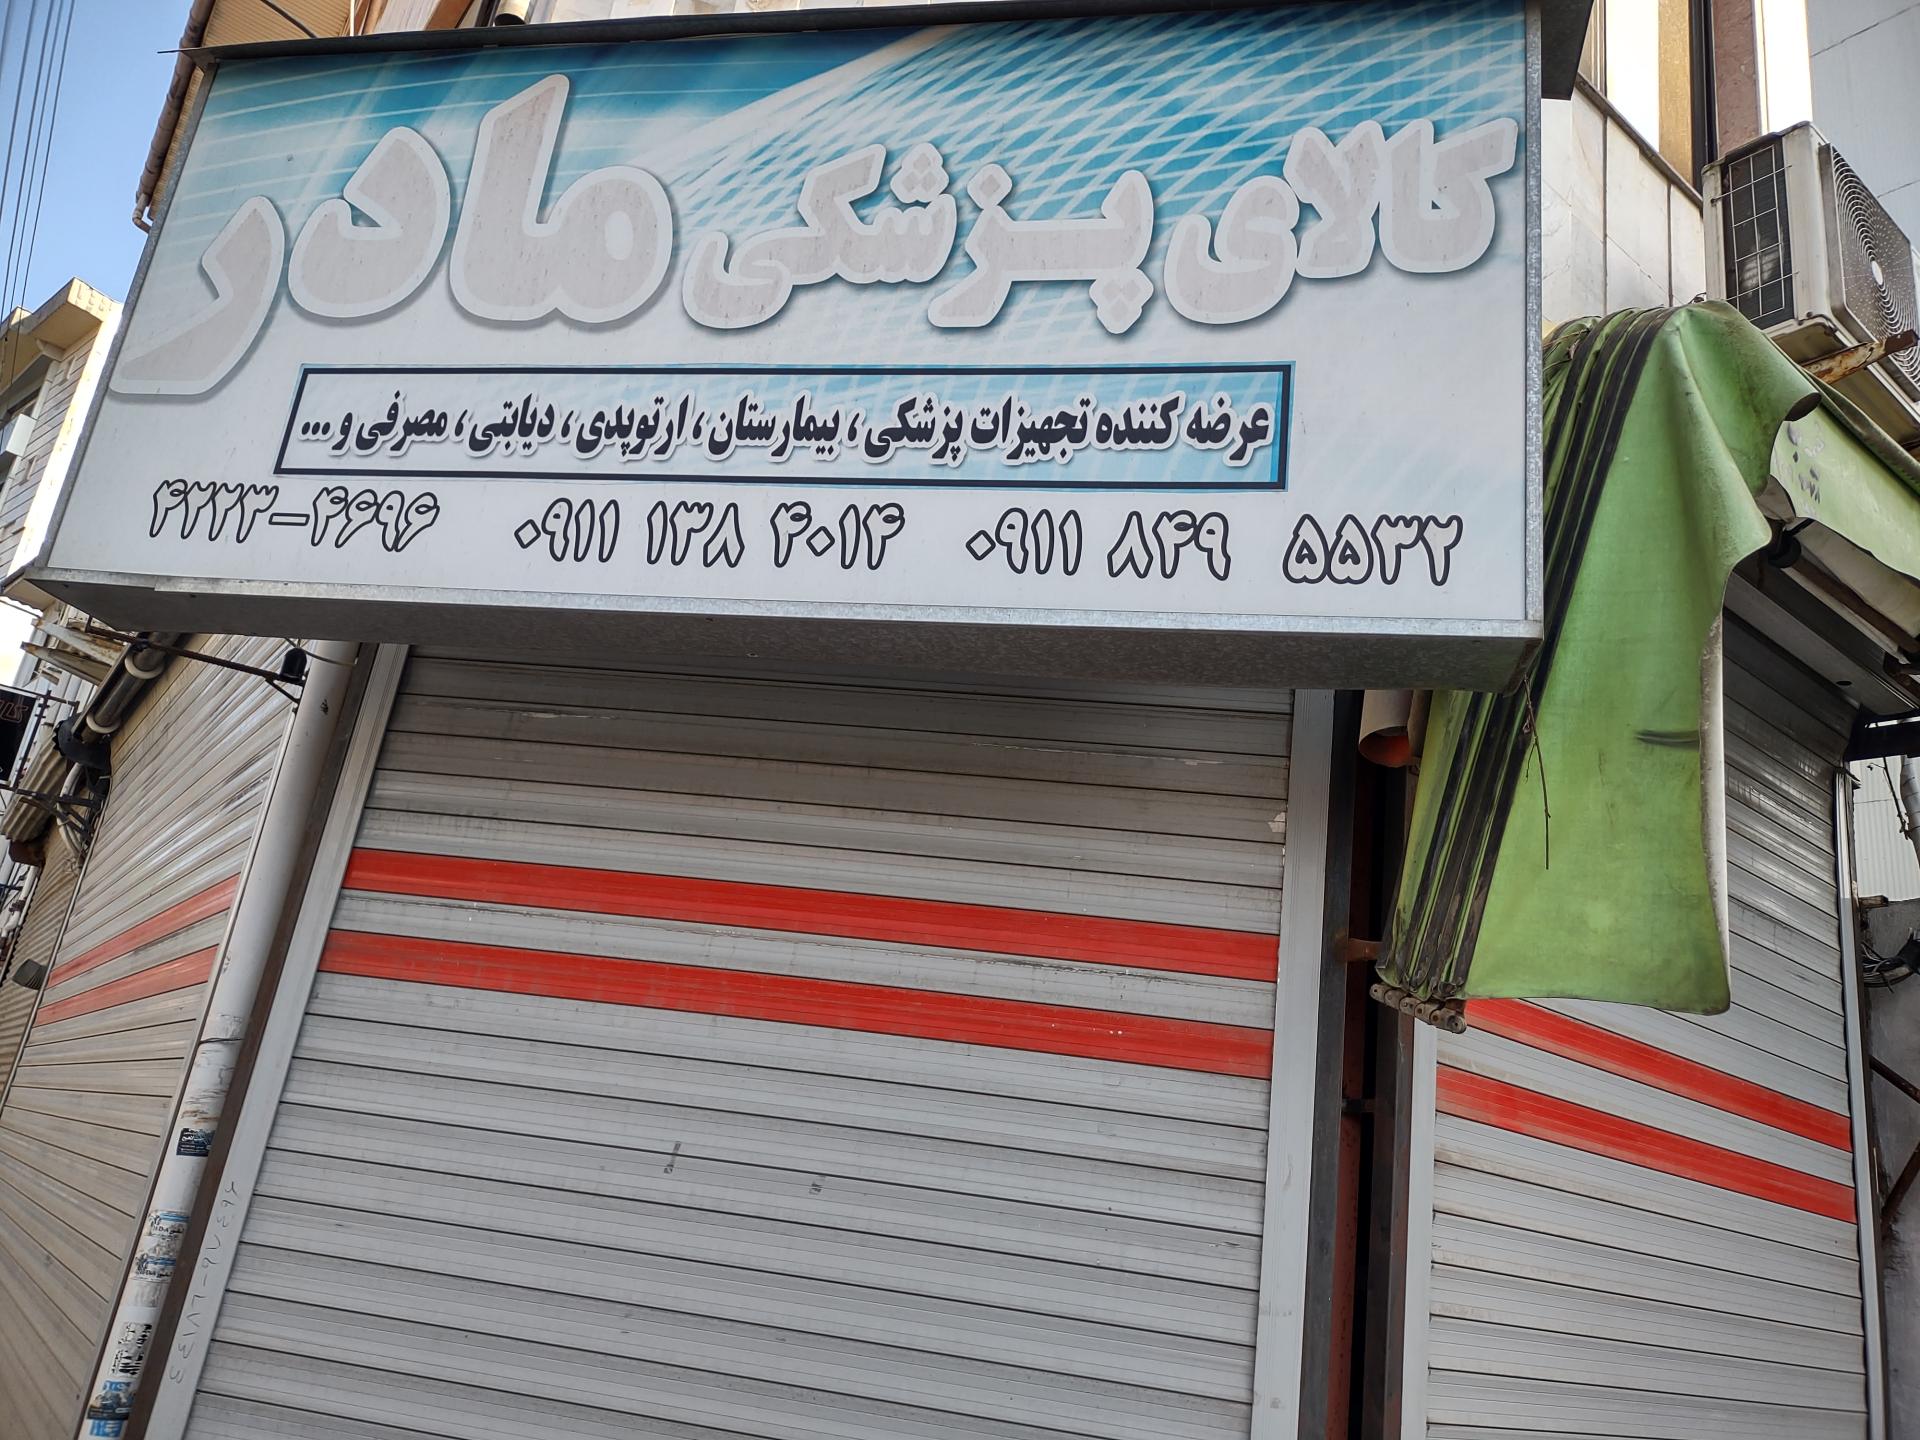 کالای پزشکی مادر
عرضه کننده تجهیزات پزشکی ، بیمارستان ، ارتوپدی ، دیابتی ، مصرفی و ...
۴۲۲۳-۴۶۹۶ ۰۹۱۱ ۱۳۸ ۴۰۱۴ ۰۹۱۱ ۸۴۹ ۵۵۳۲